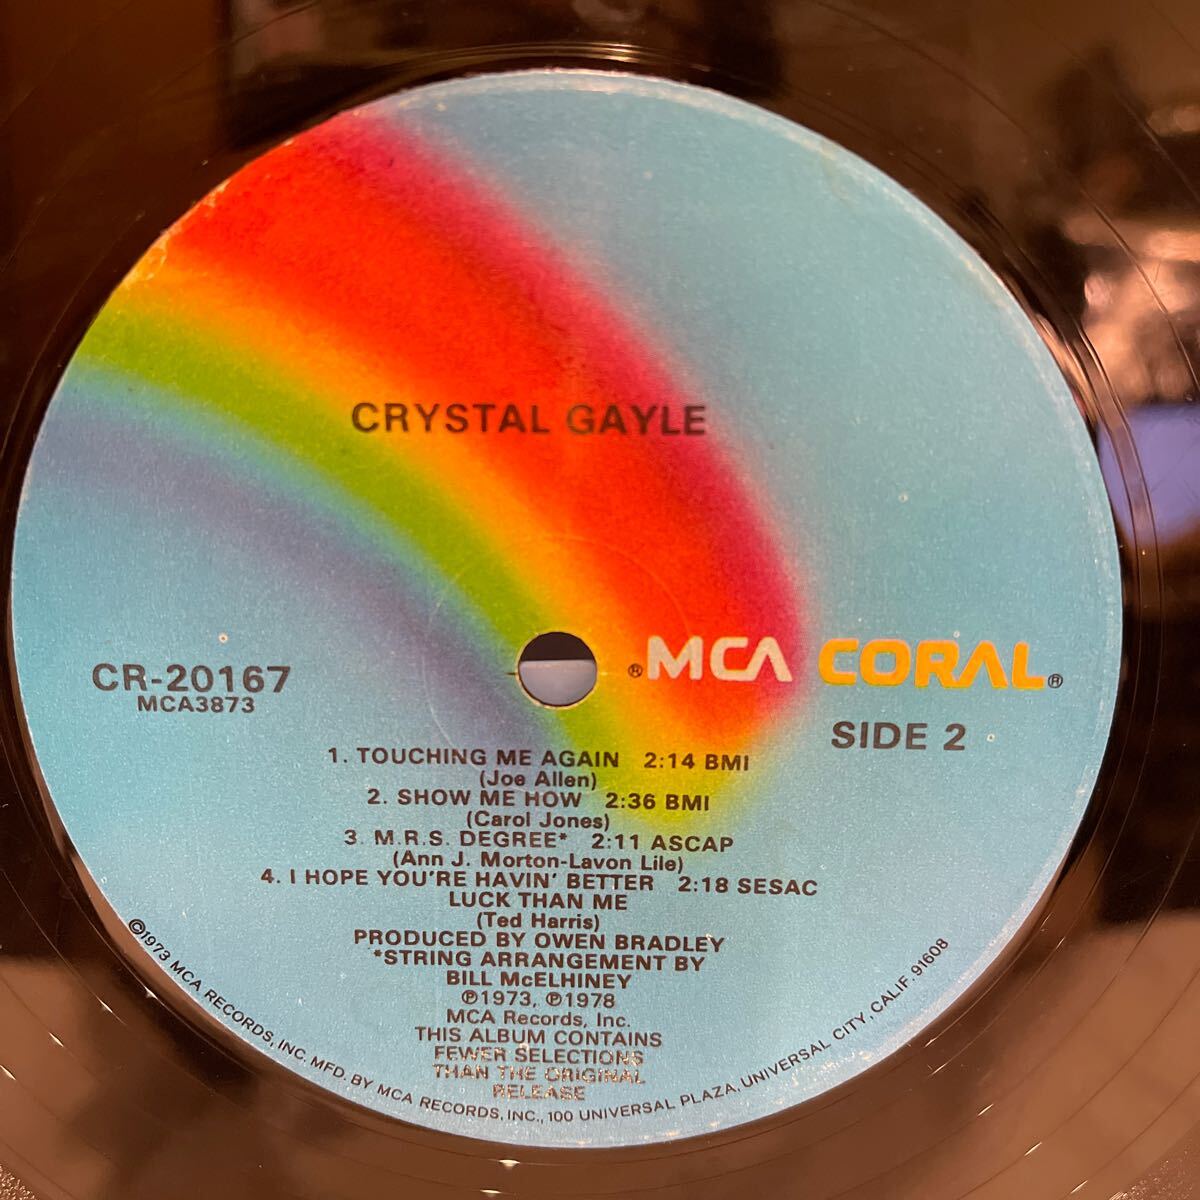 CRYSTAL GAYLE
® MCA CORAL ®
CR-20167
MCA3873
SIDE 2
1. TOUCHING ME AGAIN 2:14 BMI
(Joe Allen)
2. SHOW ME HOW 2:36 BMI
(Carol Jones)
3. M.R.S. DEGREE* 2:11 ASCAP
(Ann J. Morton-Lavon Lile)
4. I HOPE YOU'RE HAVIN' BETTER 2:18 SESAC
LUCK THAN ME
(Ted Harris)
PRODUCED BY OWEN BRADLEY
*STRING ARRANGEMENT BY
BILL McELHINEY
℗1973, ℗1978
MCA Records, Inc.
THIS ALBUM CONTAINS
FEWER SELECTIONS
THAN THE ORIGINAL
RELEASE
©1973 MCA RECORDS, INC. MFD. BY MCA RECORDS, INC., 100 UNIVERSAL PLAZA, UNIVERSAL CITY, CALIF. 91608